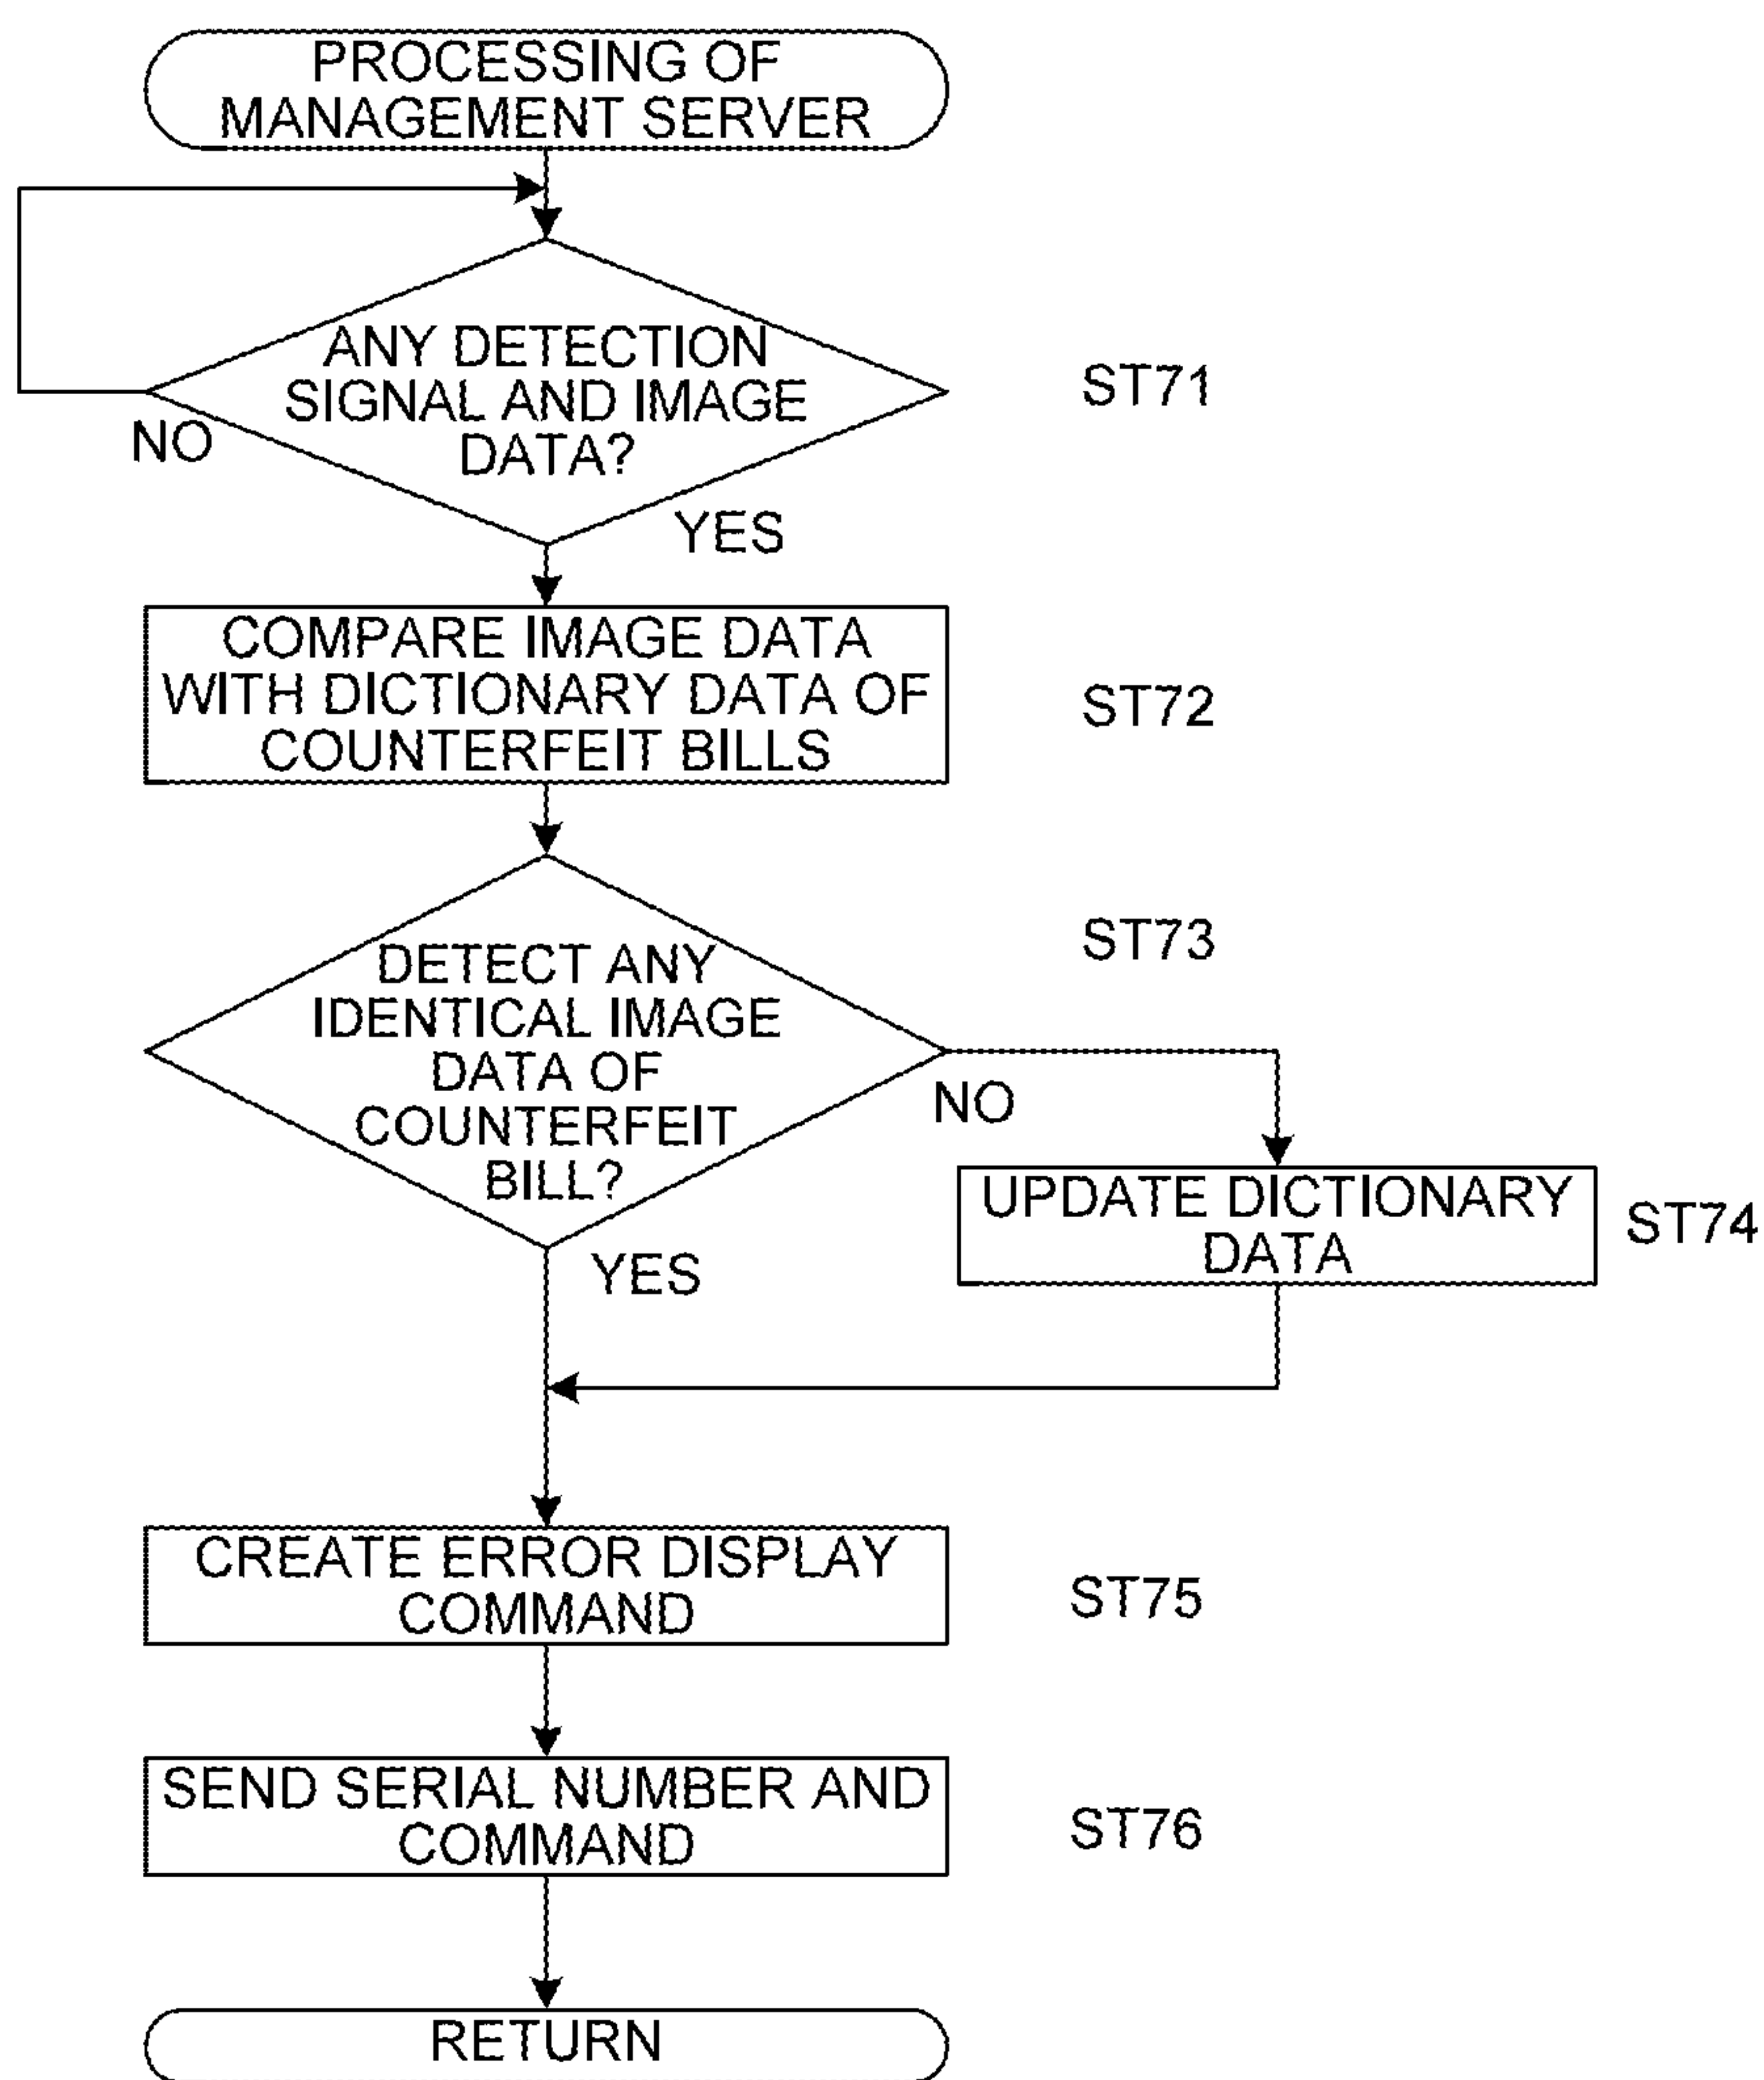 PROCESSING OF
MANAGEMENT SERVER
ANY DETECTION
SIGNAL AND IMAGE
DATA?
ST71
NO
YES
COMPARE IMAGE DATA
WITH DICTIONARY DATA OF
COUNTERFEIT BILLS
ST72
DETECT ANY
IDENTICAL IMAGE
DATA OF
COUNTERFEIT
BILL?
ST73
NO
YES
UPDATE DICTIONARY
DATA
ST74
CREATE ERROR DISPLAY
COMMAND
ST75
SEND SERIAL NUMBER AND
COMMAND
ST76
RETURN